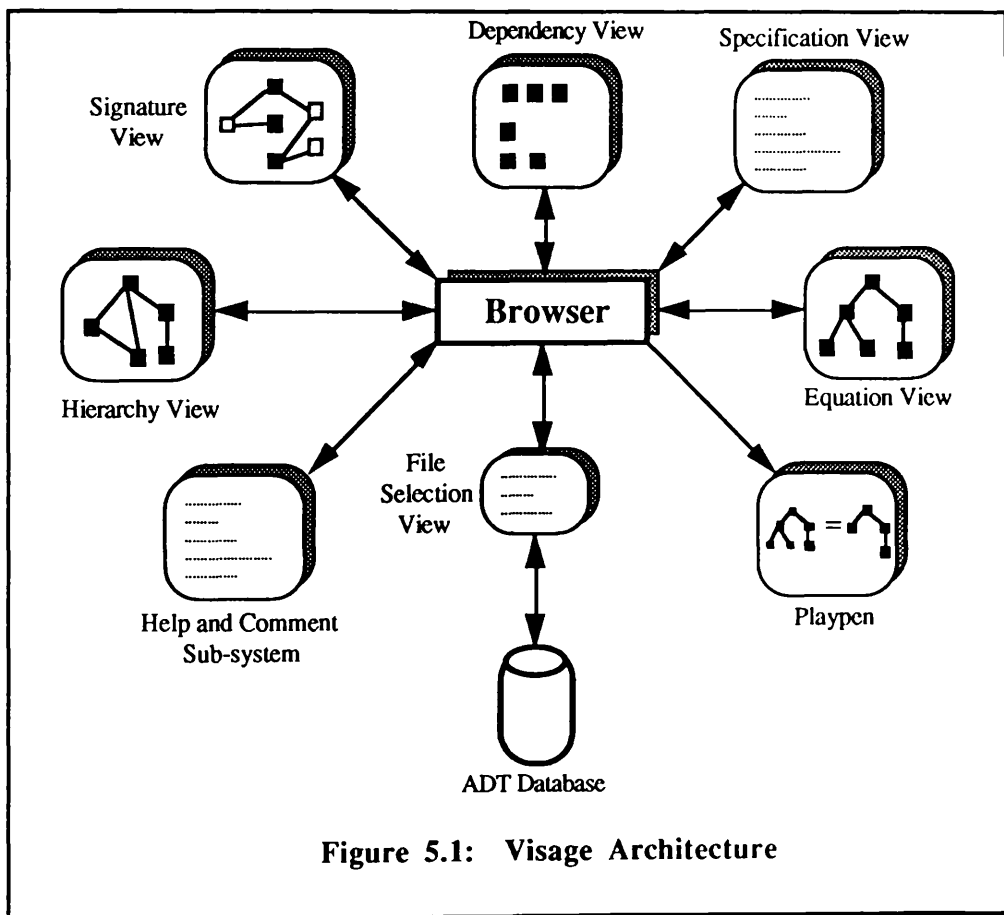 Dependency View
Specification View
Signature
View
Browser
Hierarchy View
Equation View
File
Selection
View
=
Help and Comment
Sub-system
Playpen
ADT Database
Figure 5.1: Visage Architecture